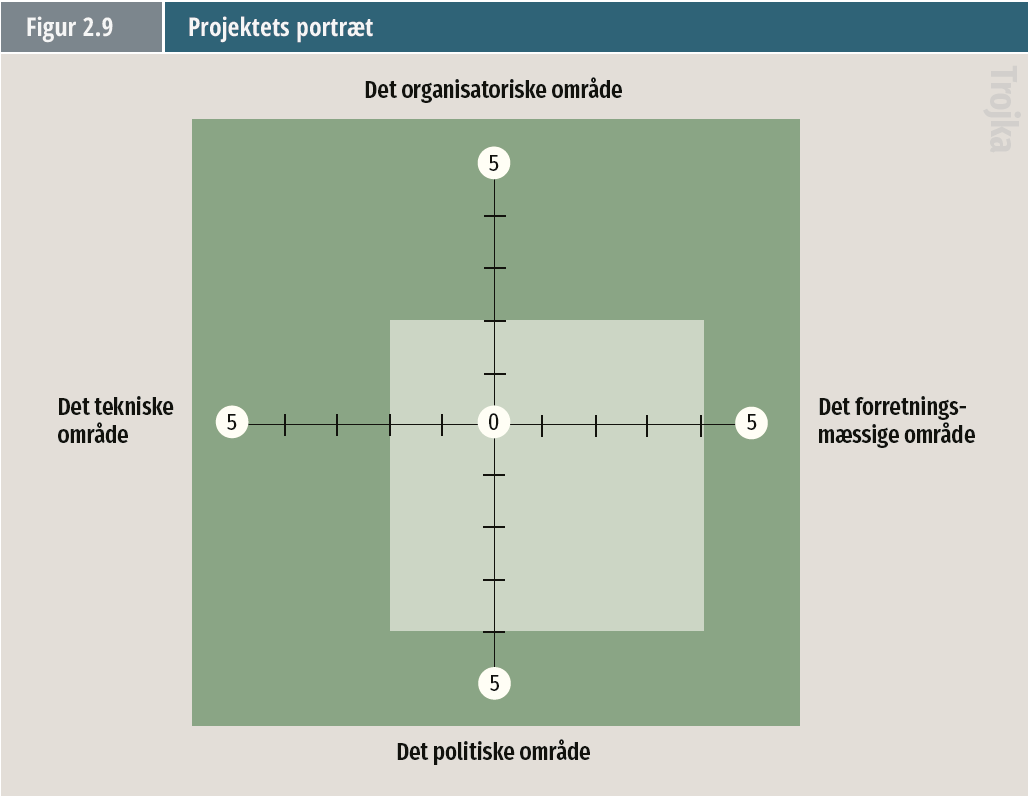 Figur 2.9
Projektets portræt
Trojka
Det organisatoriske område
5
Det tekniske
område
5
0
5
Det forretnings-
mæssige område
5
Det politiske område